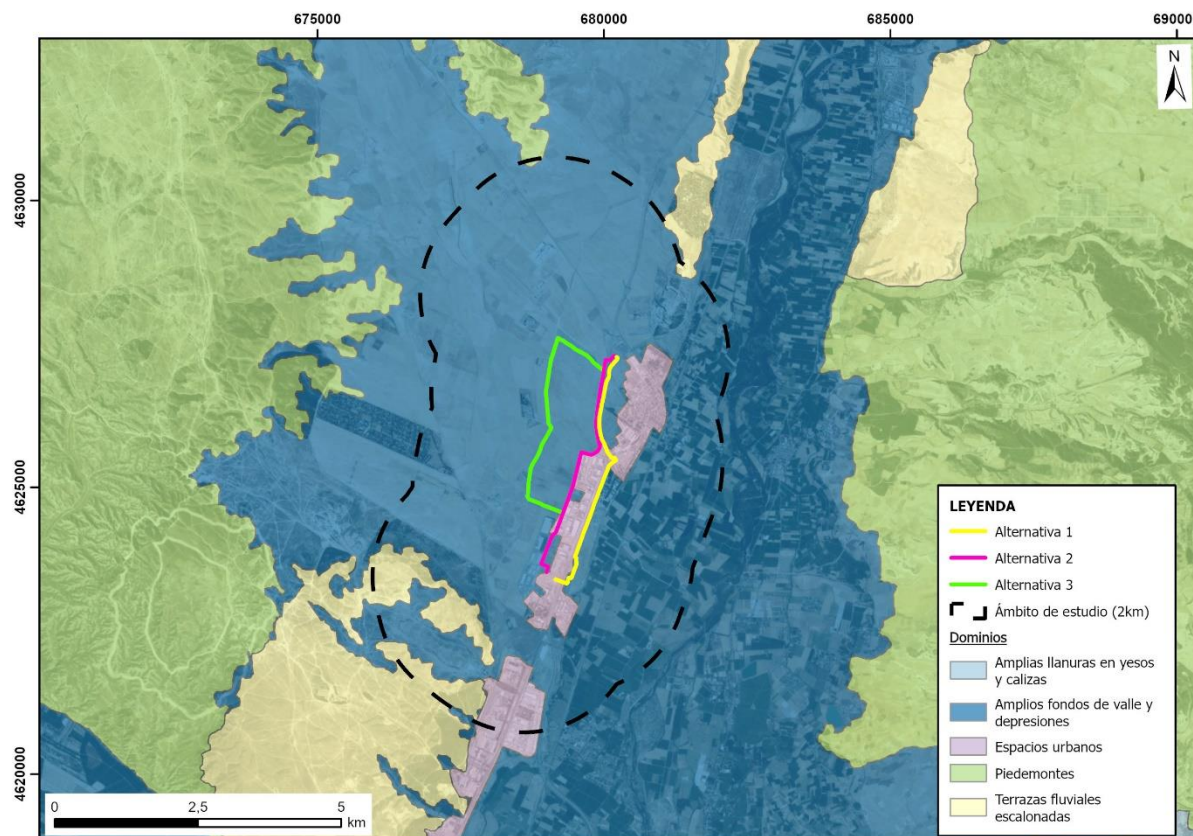 675000
680000
685000
69000
N
4630000
4625000
4620000
LEYENDA
Alternativa 1
Alternativa 2
Alternativa 3
Ámbito de estudio (2km)
Dominios
Amplias llanuras en yesos
y calizas
Amplios fondos de valle y
depresiones
Espacios urbanos
Piedemontes
Terrazas fluviales
escalonadas
0
2,5
5
km